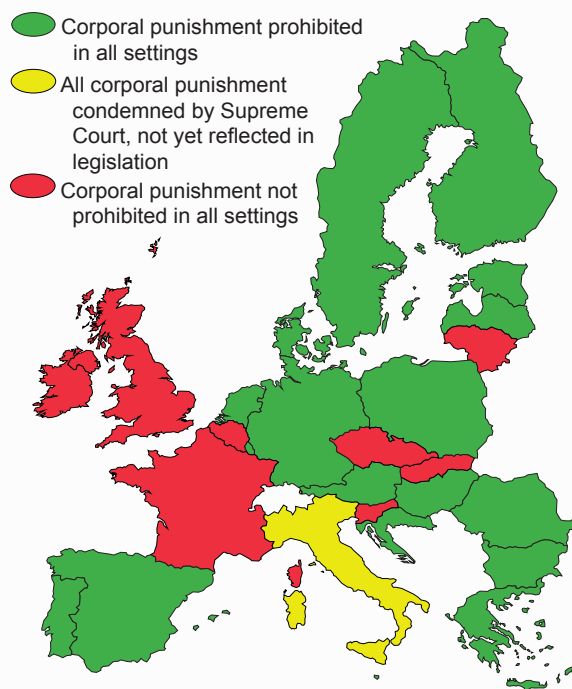 Corporal punishment prohibited
in all settings
All corporal punishment
condemned by Supreme
Court, not yet reflected in
legislation
Corporal punishment not
prohibited in all settings